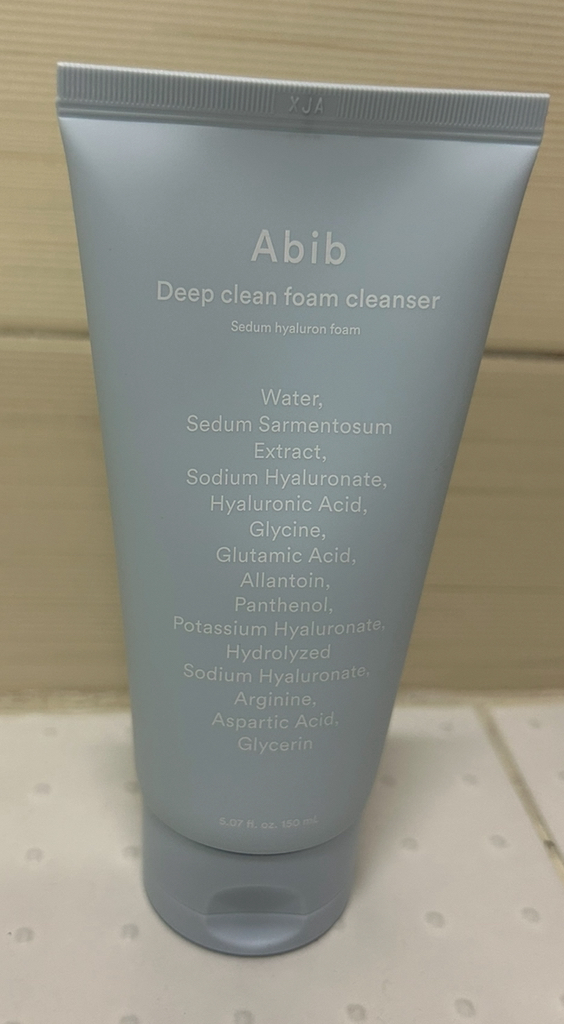 XJA
Abib
Deep clean foam cleanser
Sedum hyaluron foam
Water,
Sedum Sarmentosum
Extract,
Sodium Hyaluronate,
Hyaluronic Acid,
Glycine,
Glutamic Acid,
Allantoin,
Panthenol,
Potassium Hyaluronate,
Hydrolyzed
Sodium Hyaluronate,
Arginine,
Aspartic Acid,
Glycerin
5.07 fl. oz. 150 mL